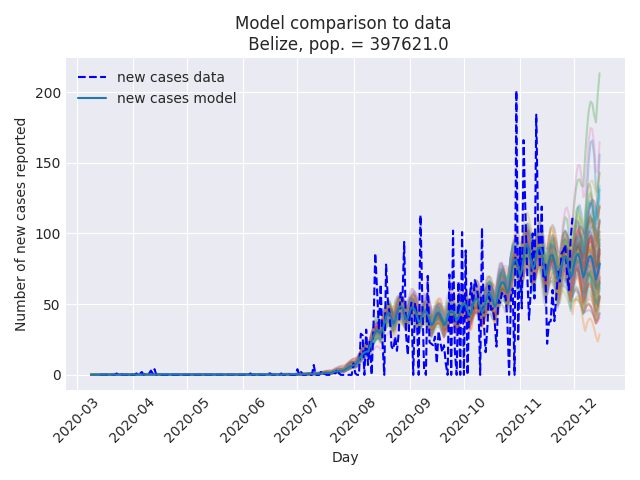 Model comparison to data
Belize, pop. = 397621.0
new cases data
new cases model
Number of new cases reported
200
150
100
50
0
2020-03
2020-04
2020-05
2020-06
2020-07
2020-08
2020-09
2020-10
2020-11
2020-12
Day